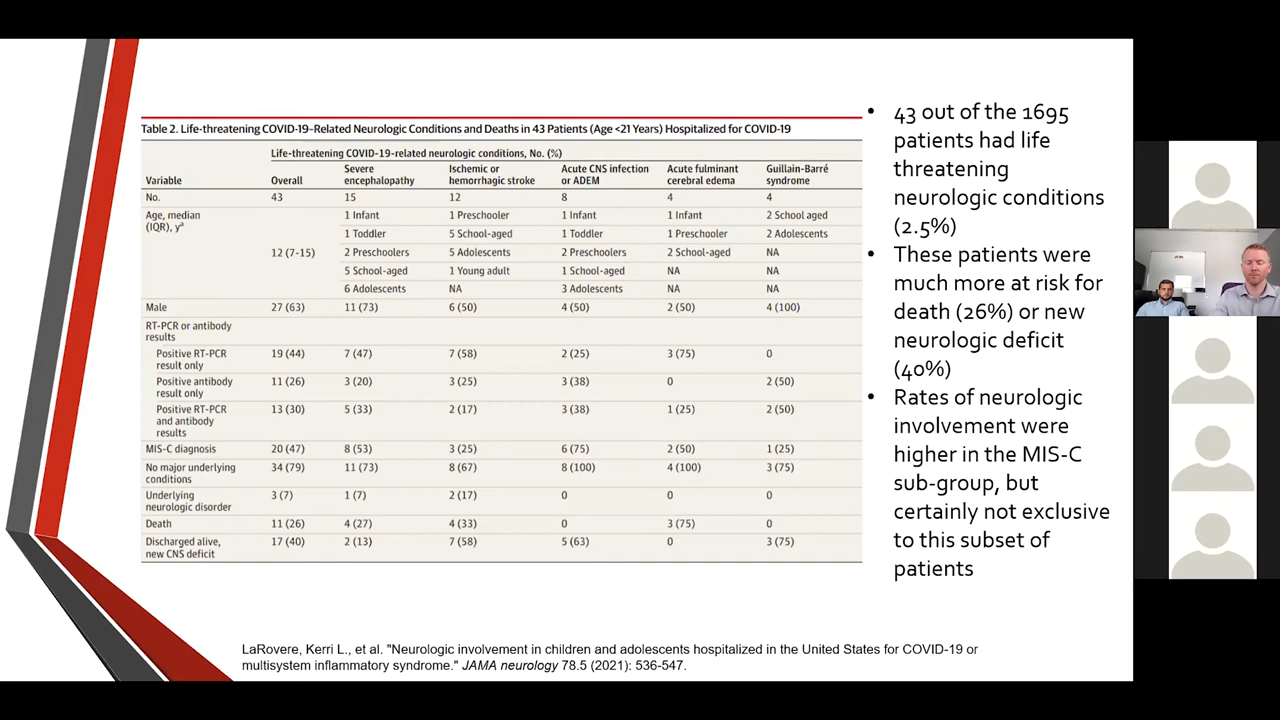 Table 2. Life-threatening COVID-19–Related Neurologic Conditions and Deaths in 43 Patients (Age <21 Years) Hospitalized for COVID-19
Life-threatening COVID-19-related neurologic conditions, No. (%)
Variable Overall Severe encephalopathy Ischemic or hemorrhagic stroke Acute CNS infection or ADEM Acute fulminant cerebral edema Guillain-Barré syndrome
No. 43 15 12 8 4 4
Age, median (IQR), yᵃ 12 (7-15)
1 Infant 1 Preschooler 1 Infant 1 Infant 2 School aged
1 Toddler 5 School-aged 1 Toddler 1 Preschooler 2 Adolescents
2 Preschoolers 5 Adolescents 2 Preschoolers 2 School-aged NA
5 School-aged 1 Young adult 1 School-aged NA NA
6 Adolescents NA 3 Adolescents NA NA
Male 27 (63) 11 (73) 6 (50) 4 (50) 2 (50) 4 (100)
RT-PCR or antibody results
Positive RT-PCR result only 19 (44) 7 (47) 7 (58) 2 (25) 3 (75) 0
Positive antibody result only 11 (26) 3 (20) 3 (25) 3 (38) 0 2 (50)
Positive RT-PCR and antibody results 13 (30) 5 (33) 2 (17) 3 (38) 1 (25) 2 (50)
MIS-C diagnosis 20 (47) 8 (53) 3 (25) 6 (75) 2 (50) 1 (25)
No major underlying conditions 34 (79) 11 (73) 8 (67) 8 (100) 4 (100) 3 (75)
Underlying neurologic disorder 3 (7) 1 (7) 2 (17) 0 0 0
Death 11 (26) 4 (27) 4 (33) 0 3 (75) 0
Discharged alive, new CNS deficit 17 (40) 2 (13) 7 (58) 5 (63) 0 3 (75)
• 43 out of the 1695
patients had life
threatening
neurologic conditions
(2.5%)
• These patients were
much more at risk for
death (26%) or new
neurologic deficit
(40%)
• Rates of neurologic
involvement were
higher in the MIS-C
sub-group, but
certainly not exclusive
to this subset of
patients
LaRovere, Kerri L., et al. "Neurologic involvement in children and adolescents hospitalized in the United States for COVID-19 or
multisystem inflammatory syndrome." JAMA neurology 78.5 (2021): 536-547.